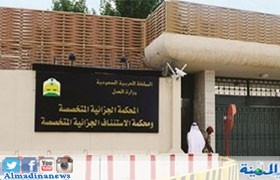 المملكة العربية السعودية
وزارة العدل
المحكمة الجزائية المتخصصة
ومحكمة الاستئناف الجزائية المتخصصة
Almadinanews
المدينة